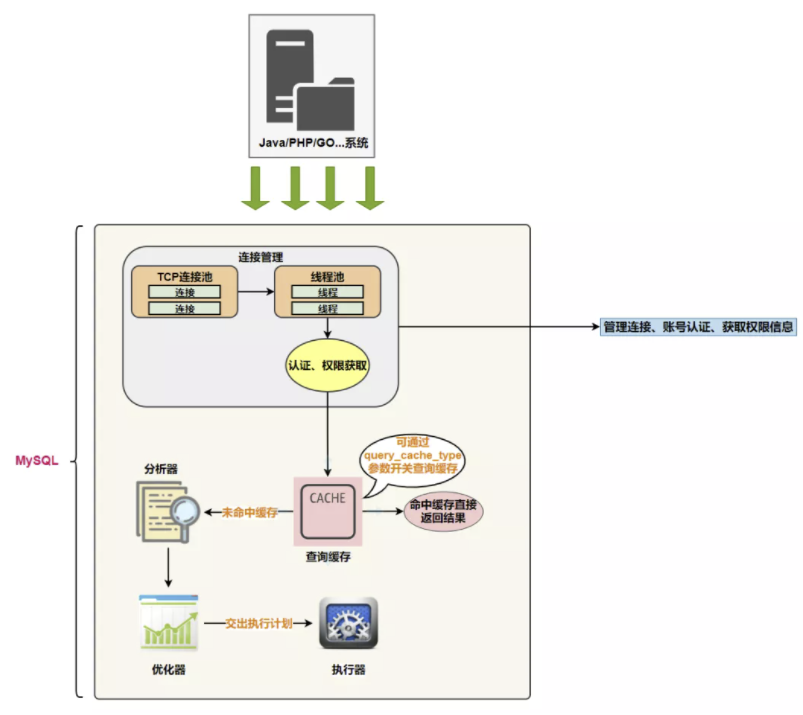 Java/PHP/GO...系统
连接管理
TCP连接池
线程池
连接
线程
连接
线程
管理连接、账号认证、获取权限信息
认证、权限获取
可通过
query_cache_type
参数开关查询缓存
MySQL
分析器
CACHE
未命中缓存
命中缓存直接
返回结果
查询缓存
交出执行计划
优化器
执行器